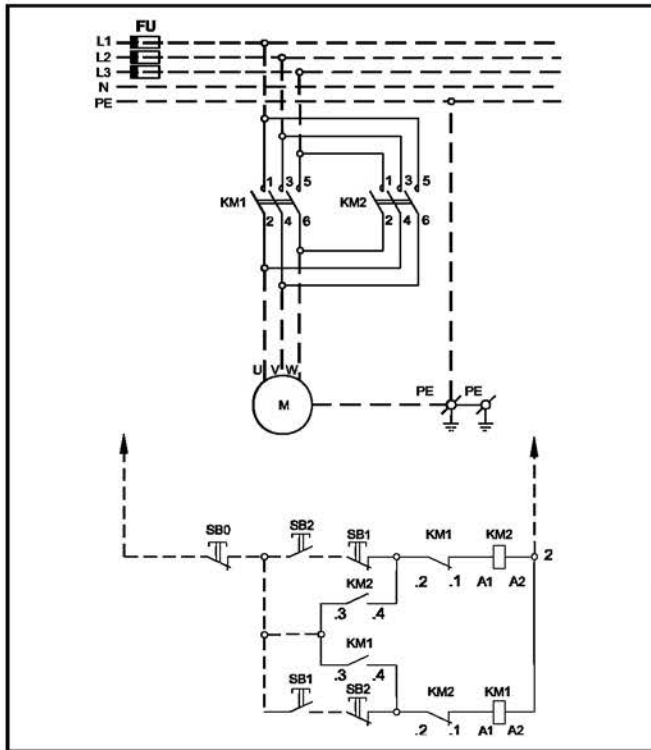 FU
L1
L2
L3
N
PE
1 3 5 1 3 5
KM1 KM2
2 4 6 2 4 6
U V W
M PE PE
SB0 SB2 SB1 KM1 KM2
2
.2 .1 A1 A2
KM2
.3 .4
KM1
.3 .4
SB1 SB2 KM2 KM1
.2 .1 A1 A2